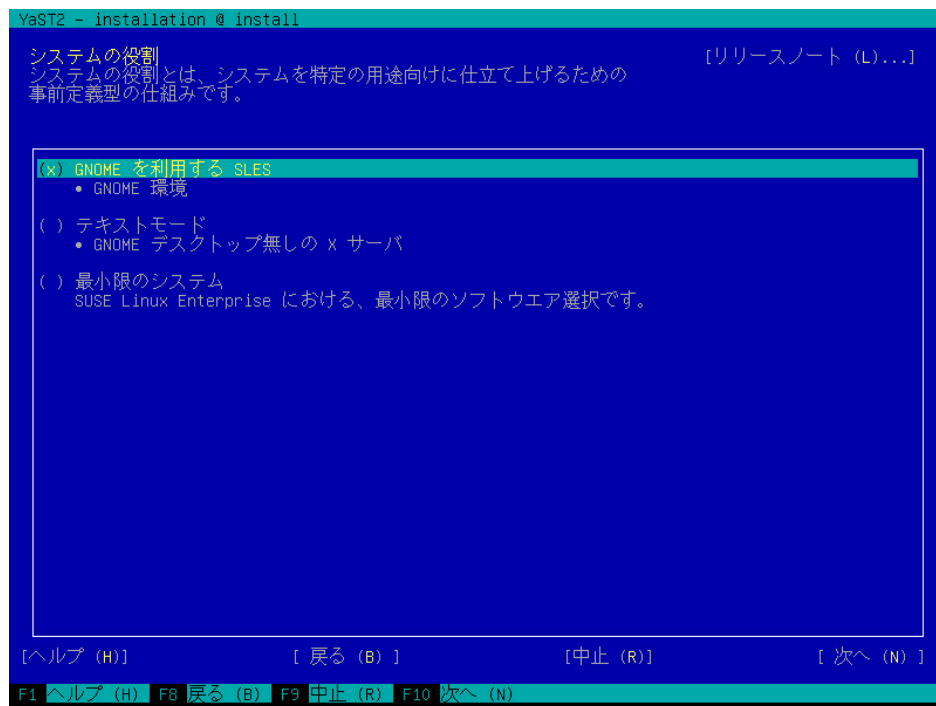 YaST2 - installation @ install
システムの役割 [リリースノート (L)...]
システムの役割とは、システムを特定の用途向けに仕立て上げるための
事前定義型の仕組みです。
(x) GNOME を利用する SLES
• GNOME 環境
( ) テキストモード
• GNOME デスクトップ無しの X サーバ
( ) 最小限のシステム
SUSE Linux Enterprise における、最小限のソフトウエア選択です。
[ヘルプ (H)] [ 戻る (B) ] [中止 (R)] [ 次へ (N) ]
F1 ヘルプ (H) F8 戻る (B) F9 中止 (R) F10 次へ (N)